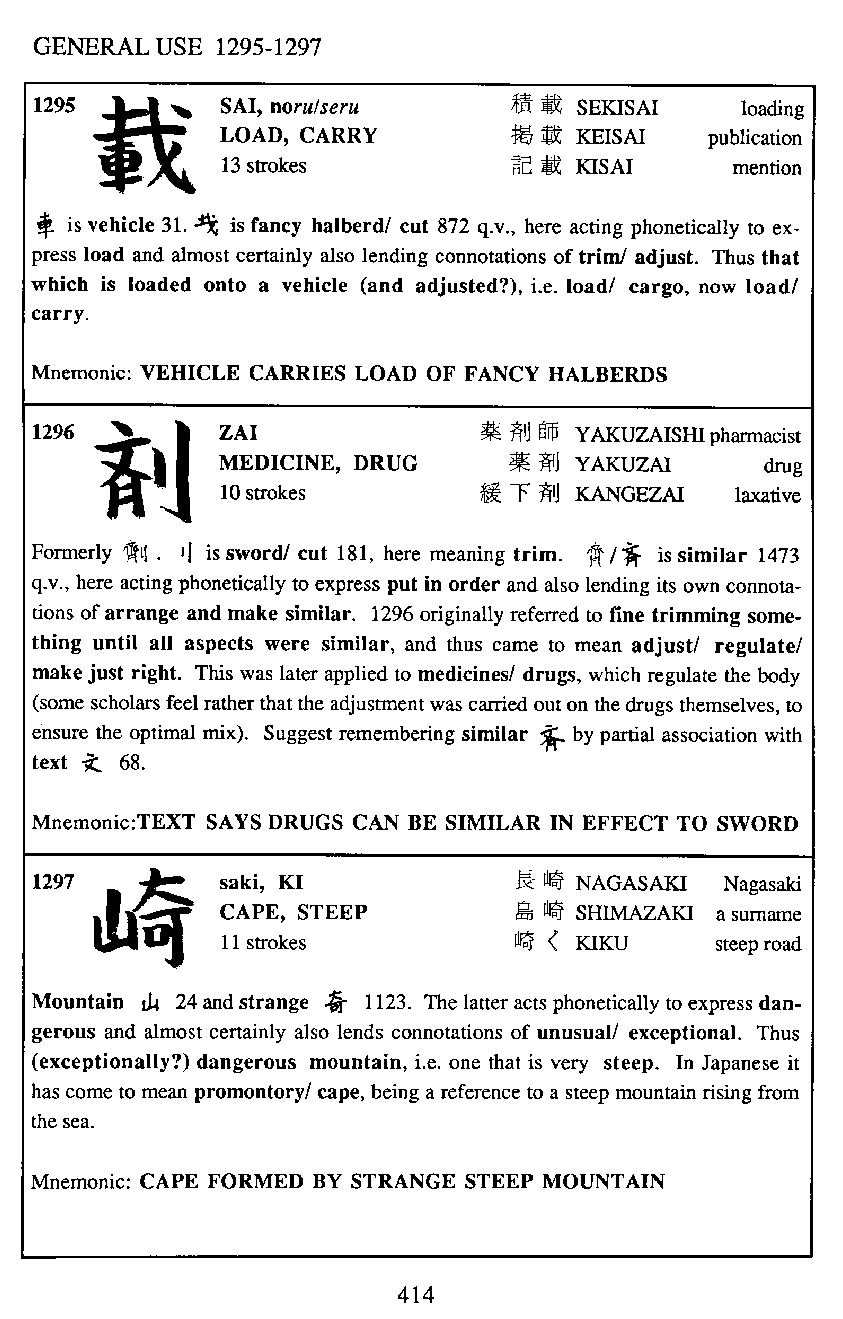 GENERAL USE 1295-1297
1295 載 SAI, noru/seru 積載 SEKISAI loading
LOAD, CARRY 掲載 KEISAI publication
13 strokes 記載 KISAI mention
車 is vehicle 31. 𢦏 is fancy halberd/ cut 872 q.v., here acting phonetically to ex-
press load and almost certainly also lending connotations of trim/ adjust. Thus that
which is loaded onto a vehicle (and adjusted?), i.e. load/ cargo, now load/
carry.
Mnemonic: VEHICLE CARRIES LOAD OF FANCY HALBERDS
1296 剤 ZAI 薬剤師 YAKUZAISHI pharmacist
MEDICINE, DRUG 薬剤 YAKUZAI drug
10 strokes 緩下剤 KANGEZAI laxative
Formerly 劑. 刂 is sword/ cut 181, here meaning trim. 齊/斉 is similar 1473
q.v., here acting phonetically to express put in order and also lending its own connota-
tions of arrange and make similar. 1296 originally referred to fine trimming some-
thing until all aspects were similar, and thus came to mean adjust/ regulate/
make just right. This was later applied to medicines/ drugs, which regulate the body
(some scholars feel rather that the adjustment was carried out on the drugs themselves, to
ensure the optimal mix). Suggest remembering similar 斉 by partial association with
text 文 68.
Mnemonic:TEXT SAYS DRUGS CAN BE SIMILAR IN EFFECT TO SWORD
1297 崎 saki, KI 長崎 NAGASAKI Nagasaki
CAPE, STEEP 島崎 SHIMAZAKI a surname
11 strokes 崎く KIKU steep road
Mountain 山 24 and strange 奇 1123. The latter acts phonetically to express dan-
gerous and almost certainly also lends connotations of unusual/ exceptional. Thus
(exceptionally?) dangerous mountain, i.e. one that is very steep. In Japanese it
has come to mean promontory/ cape, being a reference to a steep mountain rising from
the sea.
Mnemonic: CAPE FORMED BY STRANGE STEEP MOUNTAIN
414